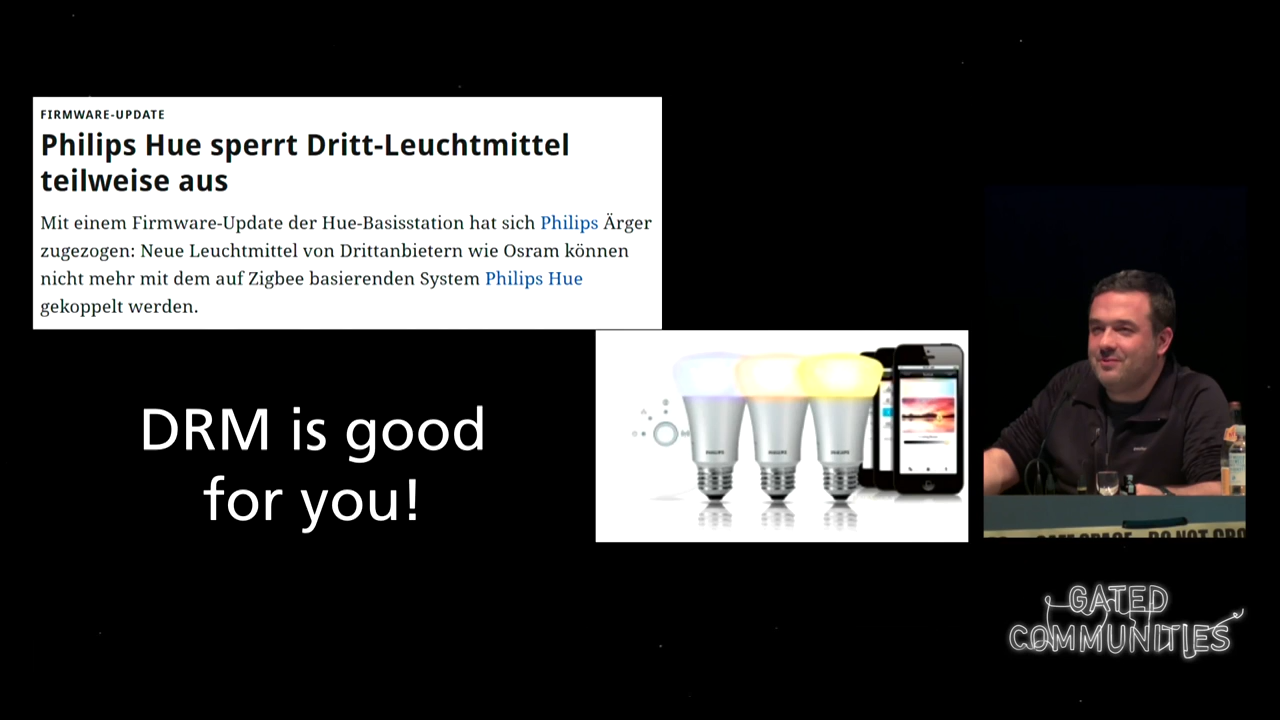 FIRMWARE-UPDATE
Philips Hue sperrt Dritt-Leuchtmittel
teilweise aus
Mit einem Firmware-Update der Hue-Basisstation hat sich Philips Ärger
zugezogen: Neue Leuchtmittel von Drittanbietern wie Osram können
nicht mehr mit dem auf Zigbee basierenden System Philips Hue
gekoppelt werden.
DRM is good
for you!
PHILIPS
PHILIPS
PHILIPS
GATED
COMMUNITIES